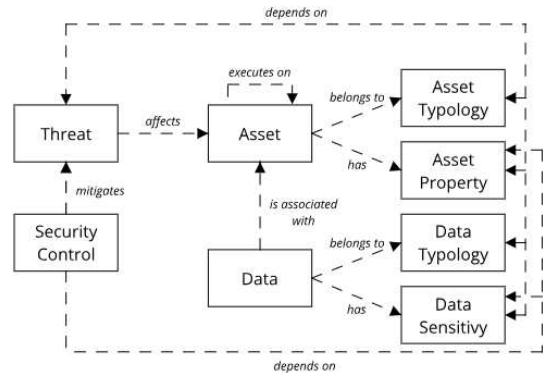 depends on
executes on
Threat
affects
Asset
belongs to
Asset
Typology
has
Asset
Property
mitigates
is associated
with
Security
Control
Data
belongs to
Data
Typology
has
Data
Sensitivy
depends on